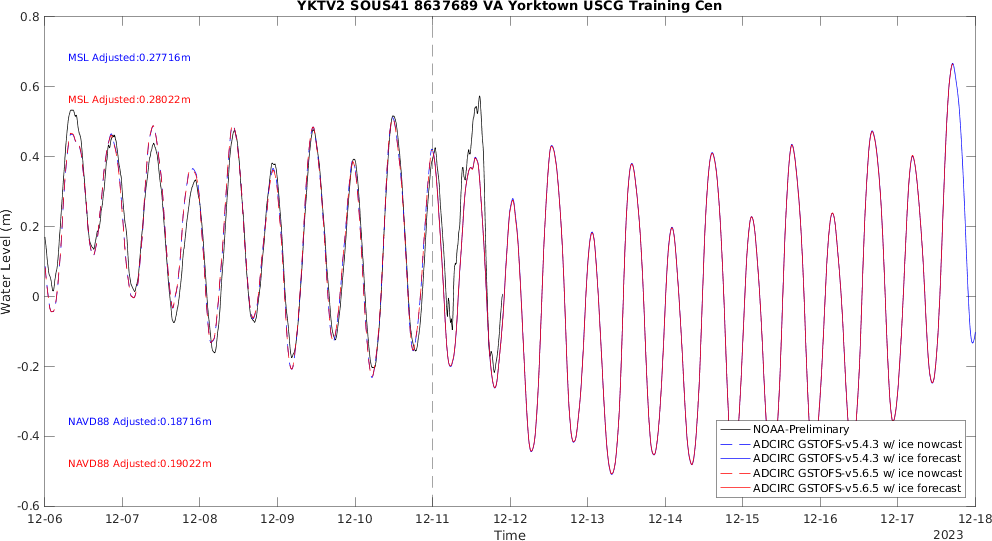 YKTV2 SOUS41 8637689 VA Yorktown USCG Training Cen
0.8
0.6
0.4
0.2
0
-0.2
-0.4
-0.6
Water Level (m)
MSL Adjusted:0.27716m
MSL Adjusted:0.28022m
NAVD88 Adjusted:0.18716m
NAVD88 Adjusted:0.19022m
NOAA-Preliminary
ADCIRC GSTOFS-v5.4.3 w/ ice nowcast
ADCIRC GSTOFS-v5.4.3 w/ ice forecast
ADCIRC GSTOFS-v5.6.5 w/ ice nowcast
ADCIRC GSTOFS-v5.6.5 w/ ice forecast
12-06 12-07 12-08 12-09 12-10 12-11 12-12 12-13 12-14 12-15 12-16 12-17 12-18
Time
2023